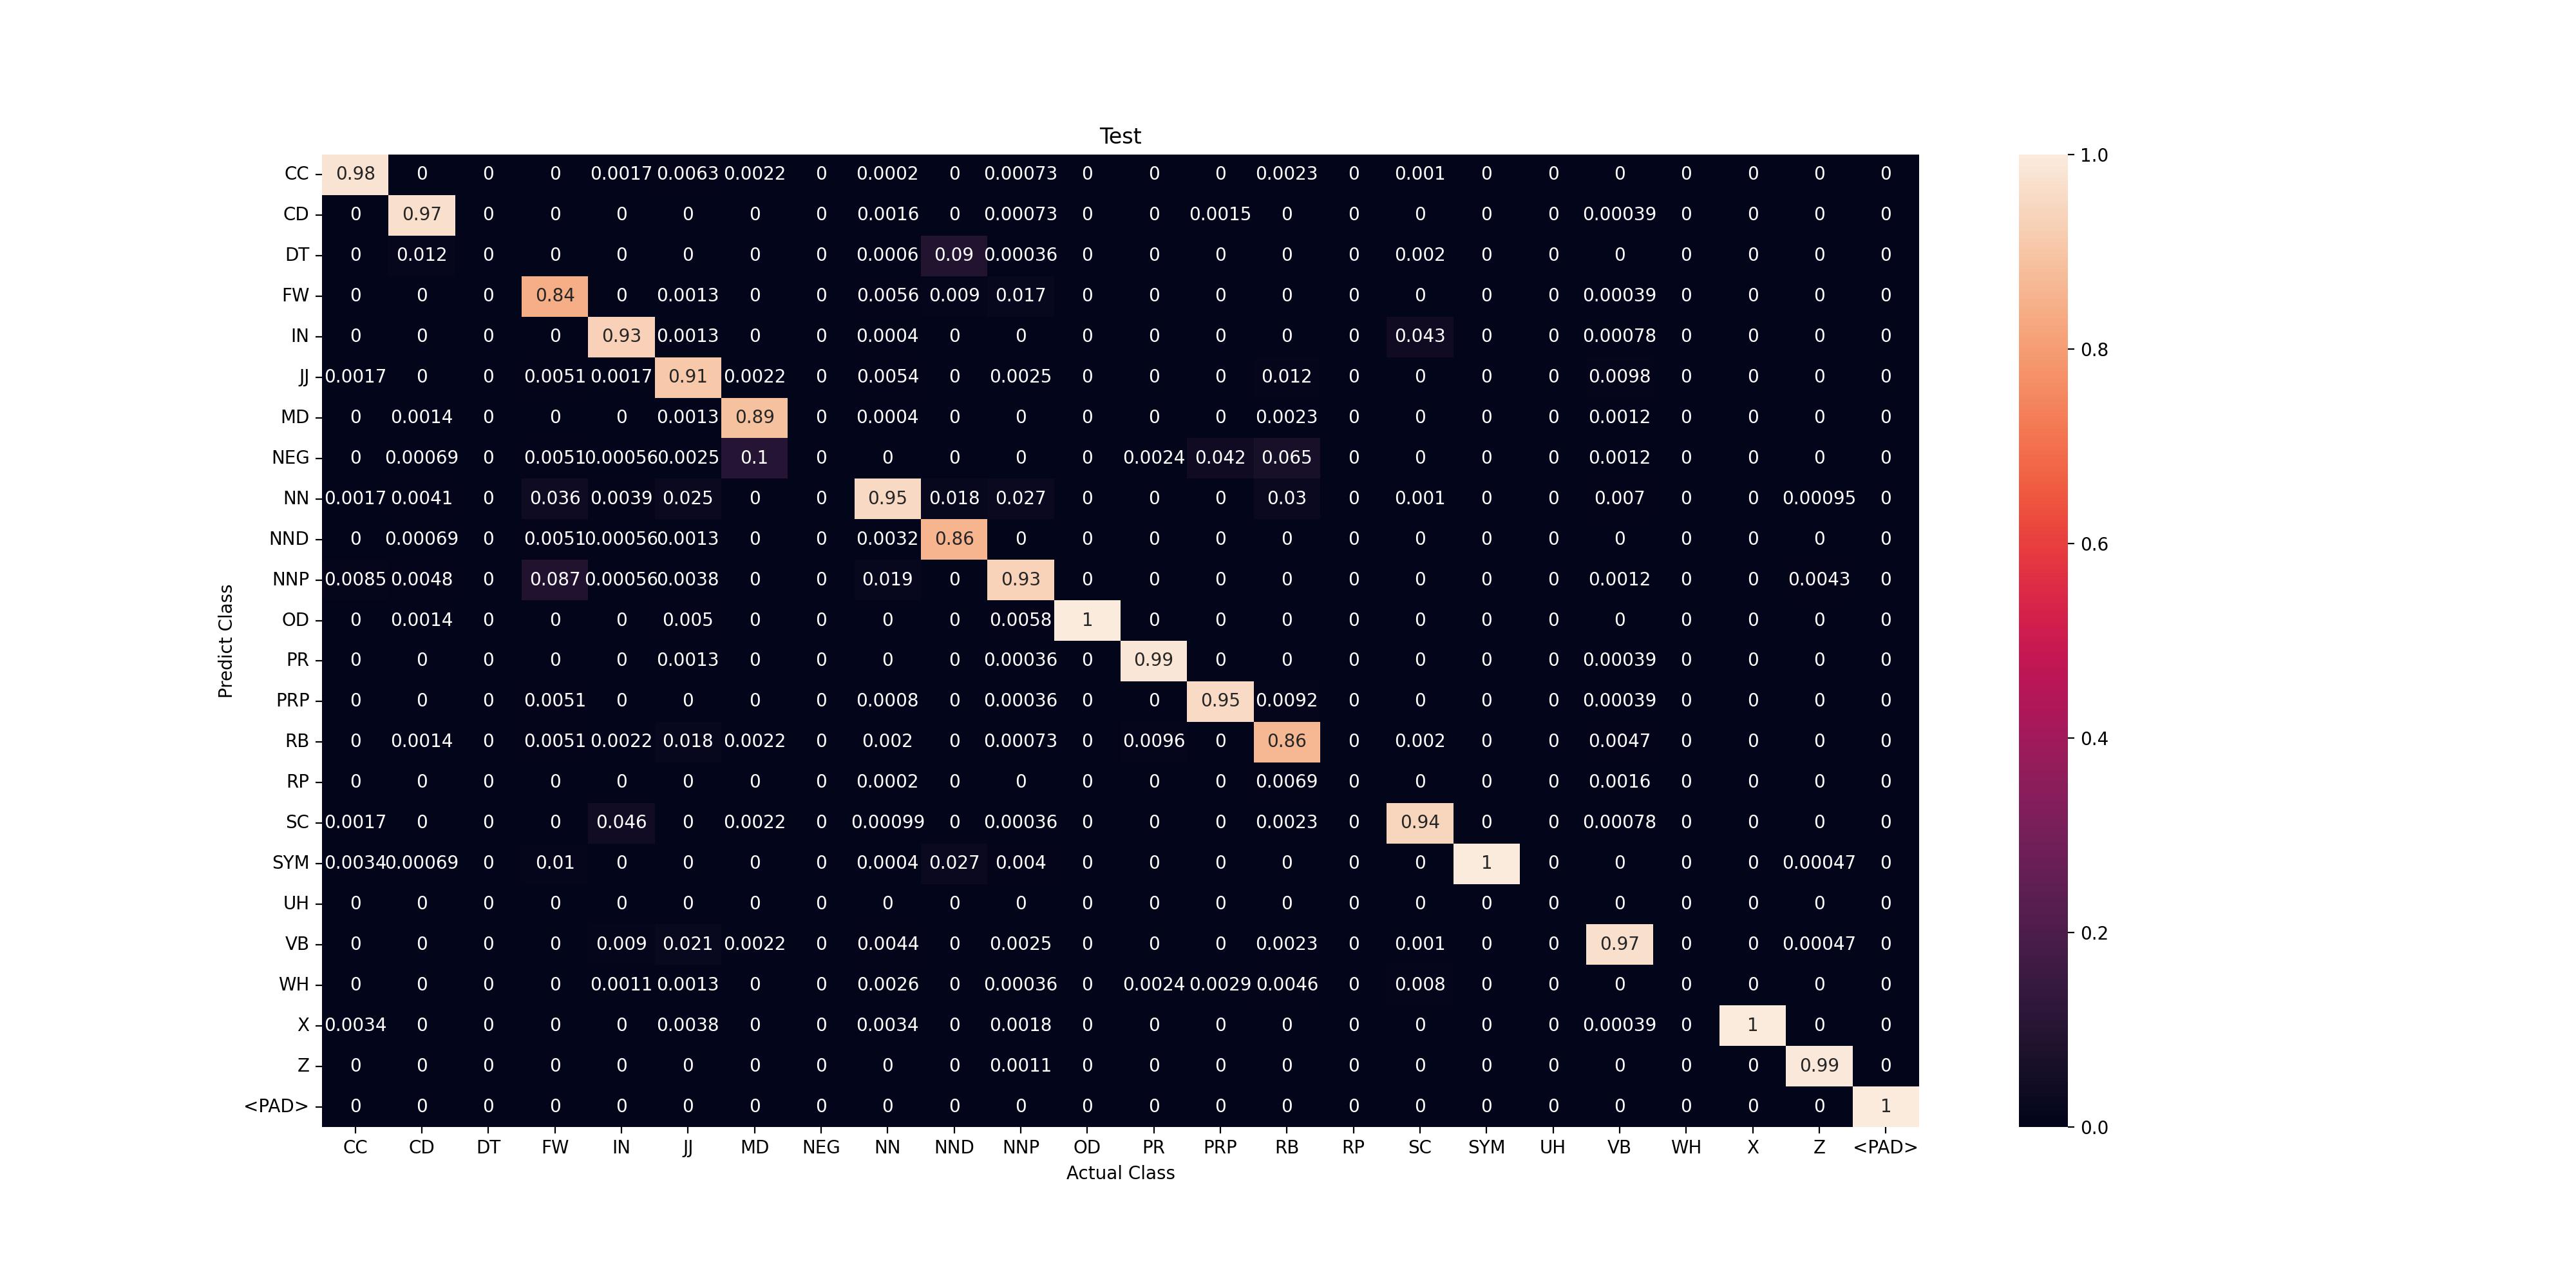 Test
CC 0.98 0 0 0 0.0017 0.0063 0.0022 0 0.0002 0 0.00073 0 0 0 0.0023 0 0.001 0 0 0 0 0 0 0
CD 0 0.97 0 0 0 0 0 0 0.0016 0 0.00073 0 0 0.0015 0 0 0 0 0 0.00039 0 0 0 0
DT 0 0.012 0 0 0 0 0 0 0.0006 0.09 0.00036 0 0 0 0 0 0.002 0 0 0 0 0 0 0
FW 0 0 0 0.84 0 0.0013 0 0 0.0056 0.009 0.017 0 0 0 0 0 0 0 0 0.00039 0 0 0 0
IN 0 0 0 0 0.93 0.0013 0 0 0.0004 0 0 0 0 0 0 0 0.043 0 0 0.00078 0 0 0 0
JJ 0.0017 0 0 0.0051 0.0017 0.91 0.0022 0 0.0054 0 0.0025 0 0 0 0.012 0 0 0 0 0.0098 0 0 0 0
MD 0 0.0014 0 0 0 0.0013 0.89 0 0.0004 0 0 0 0 0 0.0023 0 0 0 0 0.0012 0 0 0 0
NEG 0 0.00069 0 0.0051 0.00056 0.0025 0.1 0 0 0 0 0 0.0024 0.042 0.065 0 0 0 0 0.0012 0 0 0 0
NN 0.0017 0.0041 0 0.036 0.0039 0.025 0 0 0.95 0.018 0.027 0 0 0 0.03 0 0.001 0 0 0.007 0 0 0.00095 0
NND 0 0.00069 0 0.0051 0.00056 0.0013 0 0 0.0032 0.86 0 0 0 0 0 0 0 0 0 0 0 0 0 0
NNP 0.0085 0.0048 0 0.087 0.00056 0.0038 0 0 0.019 0 0.93 0 0 0 0 0 0 0 0 0.0012 0 0 0.0043 0
OD 0 0.0014 0 0 0 0.005 0 0 0 0 0.0058 1 0 0 0 0 0 0 0 0 0 0 0 0
PR 0 0 0 0 0 0.0013 0 0 0 0 0.00036 0 0.99 0 0 0 0 0 0 0.00039 0 0 0 0
PRP 0 0 0 0.0051 0 0 0 0 0.0008 0 0.00036 0 0 0.95 0.0092 0 0 0 0 0.00039 0 0 0 0
RB 0 0.0014 0 0.0051 0.0022 0.018 0.0022 0 0.002 0 0.00073 0 0.0096 0 0.86 0 0.002 0 0 0.0047 0 0 0 0
RP 0 0 0 0 0 0 0 0 0.0002 0 0 0 0 0 0.0069 0 0 0 0 0.0016 0 0 0 0
SC 0.0017 0 0 0 0.046 0 0.0022 0 0.00099 0 0.00036 0 0 0 0.0023 0 0.94 0 0 0.00078 0 0 0 0
SYM 0.0034 0.00069 0 0.01 0 0 0 0 0.0004 0.027 0.004 0 0 0 0 0 0 1 0 0 0 0 0.00047 0
UH 0 0 0 0 0 0 0 0 0 0 0 0 0 0 0 0 0 0 0 0 0 0 0 0
VB 0 0 0 0 0.009 0.021 0.0022 0 0.0044 0 0.0025 0 0 0 0.0023 0 0.001 0 0 0.97 0 0 0.00047 0
WH 0 0 0 0 0.0011 0.0013 0 0 0.0026 0 0.00036 0 0.0024 0.0029 0.0046 0 0.008 0 0 0 0 0 0 0
X 0.0034 0 0 0 0 0.0038 0 0 0.0034 0 0.0018 0 0 0 0 0 0 0 0 0.00039 0 1 0 0
Z 0 0 0 0 0 0 0 0 0 0 0.0011 0 0 0 0 0 0 0 0 0 0 0 0.99 0
<PAD> 0 0 0 0 0 0 0 0 0 0 0 0 0 0 0 0 0 0 0 0 0 0 0 1
CC CD DT FW IN JJ MD NEG NN NND NNP OD PR PRP RB RP SC SYM UH VB WH X Z <PAD>
Actual Class
Predict Class
1.0
0.8
0.6
0.4
0.2
0.0